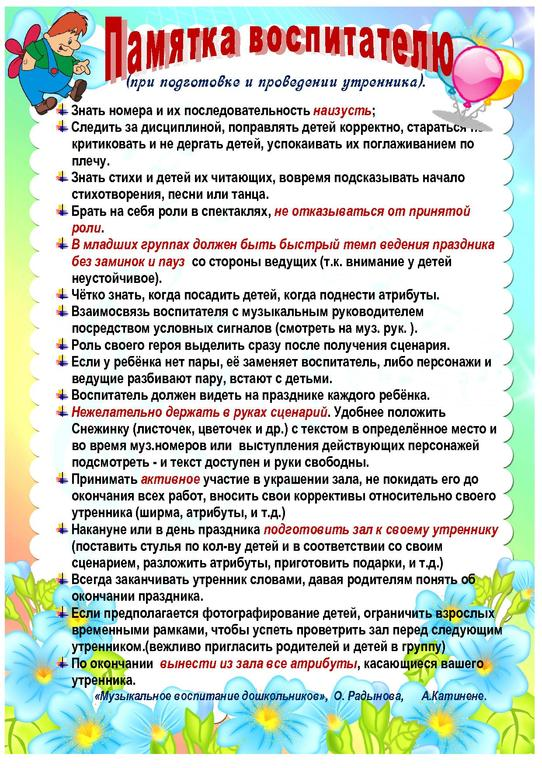 Памятка воспитателю
(при подготовке и проведении утренника).
Знать номера и их последовательность наизусть;
Следить за дисциплиной, поправлять детей корректно, стараться не
критиковать и не дергать детей, успокаивать их поглаживанием по
плечу.
Знать стихи и детей их читающих, вовремя подсказывать начало
стихотворения, песни или танца.
Брать на себя роли в спектаклях, не отказываться от принятой
роли.
В младших группах должен быть быстрый темп ведения праздника
без заминок и пауз со стороны ведущих (т.к. внимание у детей
неустойчивое).
Чётко знать, когда посадить детей, когда поднести атрибуты.
Взаимосвязь воспитателя с музыкальным руководителем
посредством условных сигналов (смотреть на муз. рук. ).
Роль своего героя выделить сразу после получения сценария.
Если у ребёнка нет пары, её заменяет воспитатель, либо персонажи и
ведущие разбивают пару, встают с детьми.
Воспитатель должен видеть на празднике каждого ребёнка.
Нежелательно держать в руках сценарий. Удобнее положить
Снежинку (листочек, цветочек и др.) с текстом в определённое место и
во время муз.номеров или выступления действующих персонажей
подсмотреть - и текст доступен и руки свободны.
Принимать активное участие в украшении зала, не покидать его до
окончания всех работ, вносить свои коррективы относительно своего
утренника (ширма, атрибуты, и т.д.)
Накануне или в день праздника подготовить зал к своему утреннику
(поставить стулья по кол-ву детей и в соответствии со своим
сценарием, разложить атрибуты, приготовить подарки, и т.д.)
Всегда заканчивать утренник словами, давая родителям понять об
окончании праздника.
Если предполагается фотографирование детей, ограничить взрослых
временными рамками, чтобы успеть проветрить зал перед следующим
утренником.(вежливо пригласить родителей и детей в группу)
По окончании вынести из зала все атрибуты, касающиеся вашего
утренника.
«Музыкальное воспитание дошкольников», О. Радынова, А.Катинене.